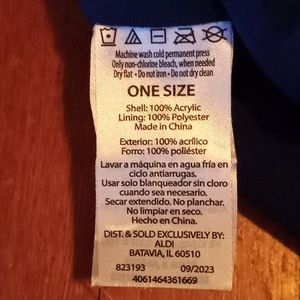 Machine wash cold permanent press
Only non-chlorine bleach, when needed
Dry flat • Do not iron • Do not dry clean
ONE SIZE
Shell: 100% Acrylic
Lining: 100% Polyester
Made in China
Exterior: 100% acrílico
Forro: 100% poliéster
Lavar a máquina en agua fría en
ciclo antiarrugas.
Usar solo blanqueador sin cloro
cuando sea necesario.
Secar extendido. No planchar.
No limpiar en seco.
Hecho en China.
DIST. & SOLD EXCLUSIVELY BY:
ALDI
BATAVIA, IL 60510
823193 09/2023
4061464361669